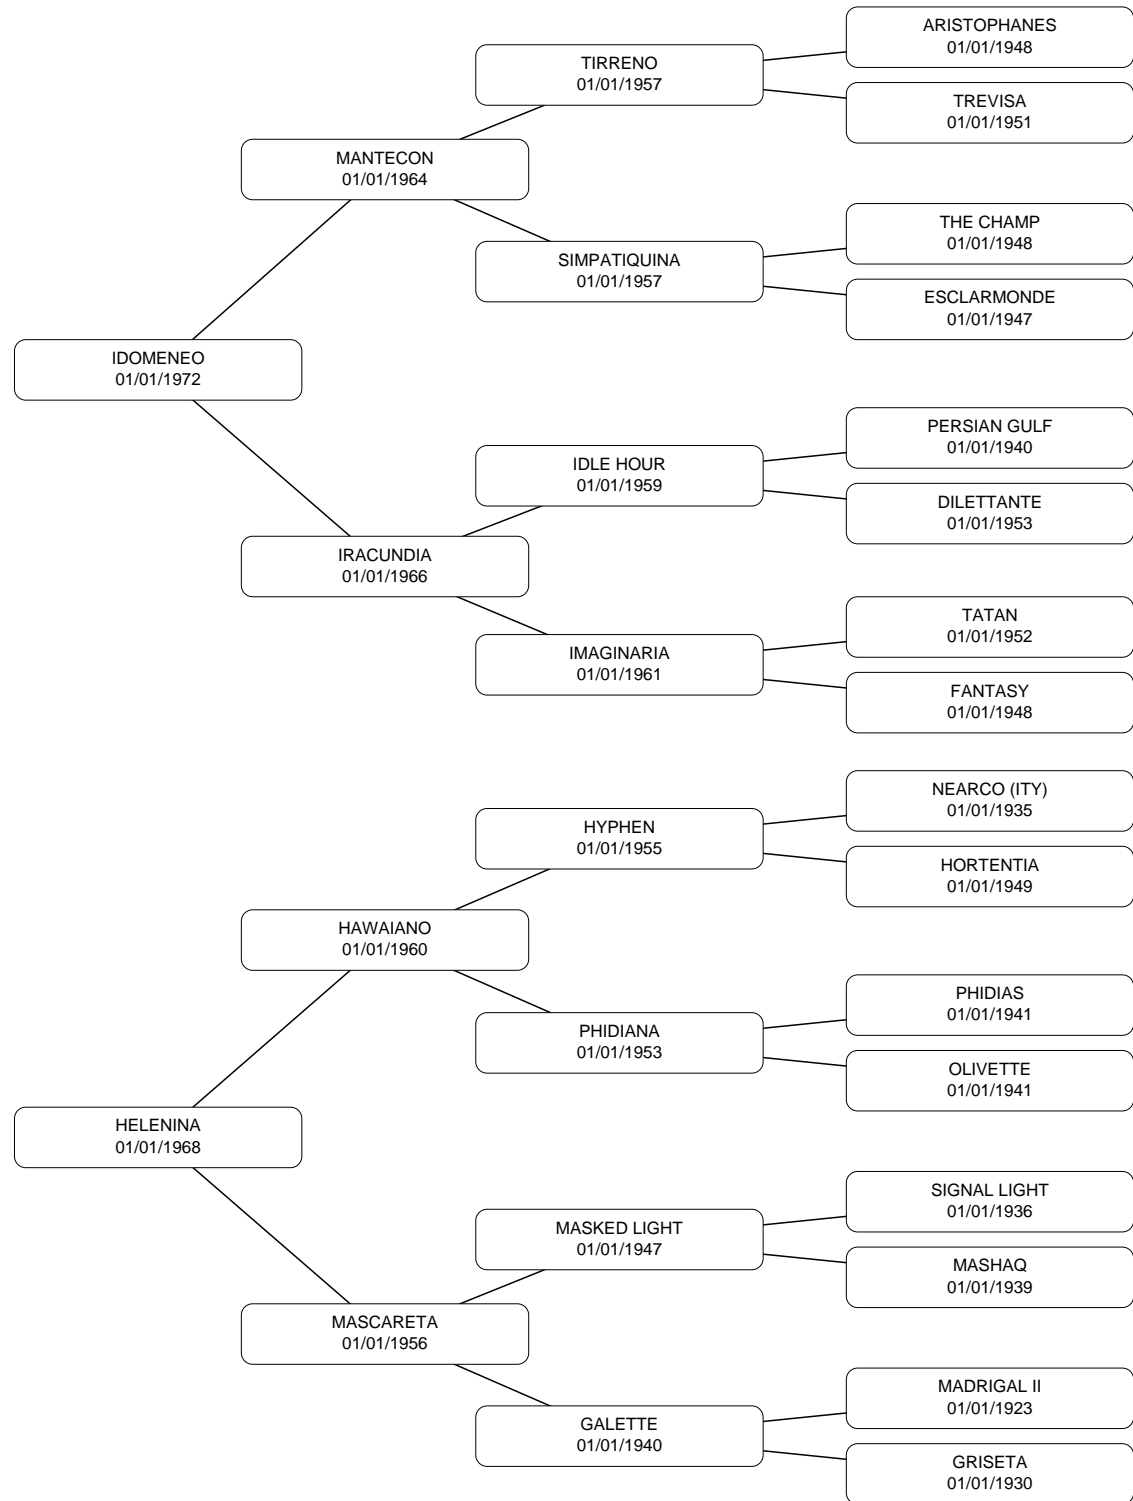 ARISTOPHANES
01/01/1948
TIRRENO
01/01/1957
TREVISA
01/01/1951
MANTECON
01/01/1964
THE CHAMP
01/01/1948
SIMPATIQUINA
01/01/1957
ESCLARMONDE
01/01/1947
IDOMENEO
01/01/1972
PERSIAN GULF
01/01/1940
IDLE HOUR
01/01/1959
DILETTANTE
01/01/1953
IRACUNDIA
01/01/1966
TATAN
01/01/1952
IMAGINARIA
01/01/1961
FANTASY
01/01/1948
NEARCO (ITY)
01/01/1935
HYPHEN
01/01/1955
HORTENTIA
01/01/1949
HAWAIANO
01/01/1960
PHIDIAS
01/01/1941
PHIDIANA
01/01/1953
OLIVETTE
01/01/1941
HELENINA
01/01/1968
SIGNAL LIGHT
01/01/1936
MASKED LIGHT
01/01/1947
MASHAQ
01/01/1939
MASCARETA
01/01/1956
MADRIGAL II
01/01/1923
GALETTE
01/01/1940
GRISETA
01/01/1930